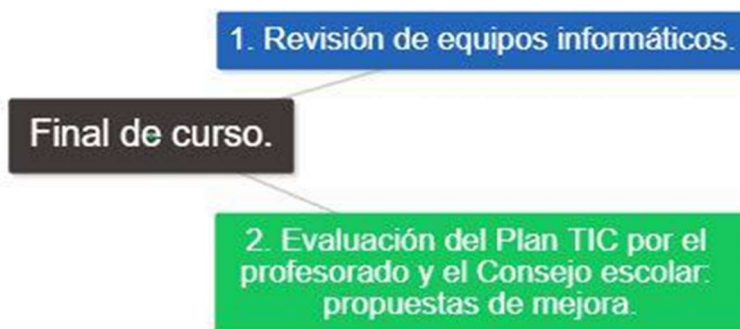 1. Revisión de equipos informáticos.
Final de curso.
2. Evaluación del Plan TIC por el
profesorado y el Consejo escolar:
propuestas de mejora.